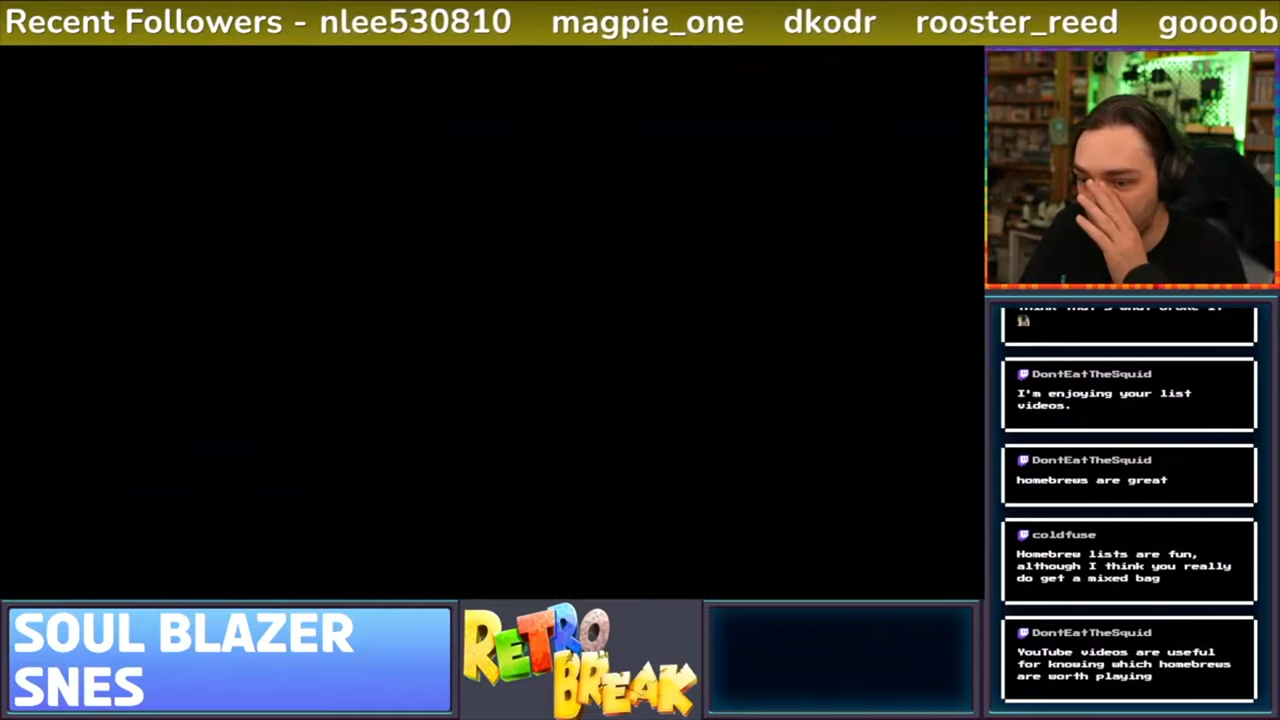 Recent Followers - nlee530810 magpie_one dkodr rooster_reed goooob
DontEatTheSquid
I'm enjoying your list
videos.
DontEatTheSquid
homebrews are great
coldfuse
Homebrew lists are fun,
although I think you really
do get a mixed bag
DontEatTheSquid
YouTube videos are useful
for knowing which homebrews
are worth playing
SOUL BLAZER
SNES
RETRO
BREAK